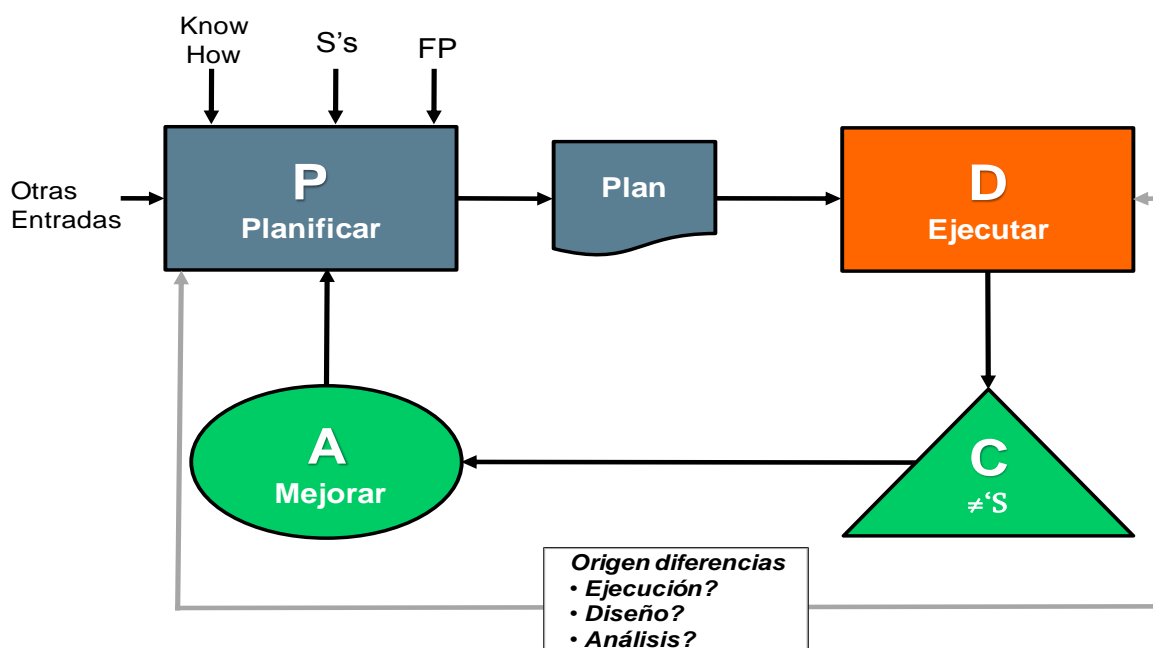 Know
How
S's
FP
Otras
Entradas
P
Planificar
Plan
D
Ejecutar
A
Mejorar
C
≠‘S
Origen diferencias
• Ejecución?
• Diseño?
• Análisis?